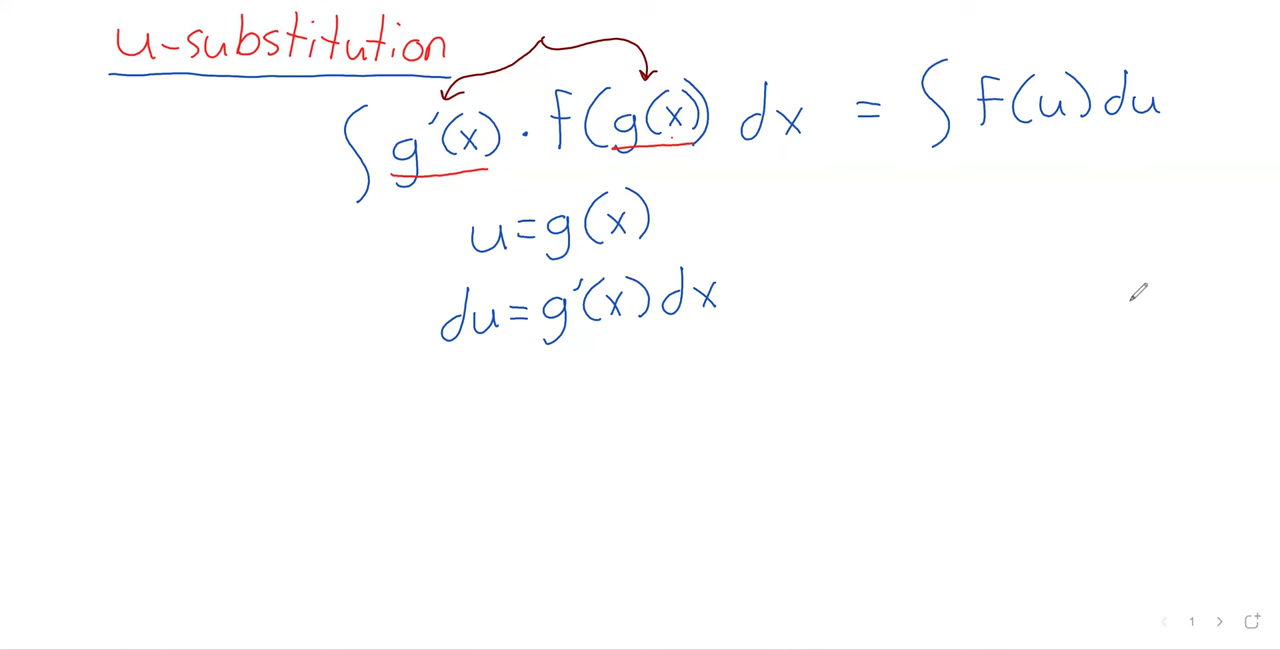 u-substitution
∫ g'(x) · f(g(x)) dx = ∫ f(u) du
u = g(x)
du = g'(x) dx
1